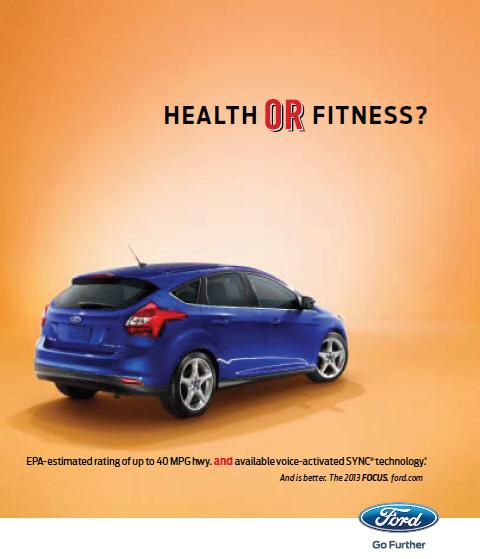 HEALTH OR FITNESS?
EPA-estimated rating of up to 40 MPG hwy. and available voice-activated SYNC® technology.*
And is better. The 2013 FOCUS. ford.com
Ford
Go Further